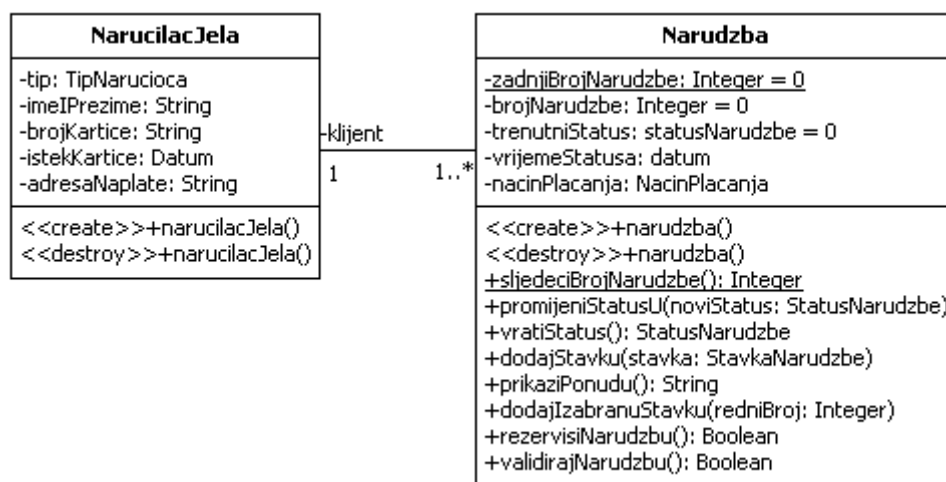 NarucilacJela
-tip: TipNarucioca
-imeIPrezime: String
-brojKartice: String
-istekKartice: Datum
-adresaNaplate: String
<<create>>+narucilacJela()
<<destroy>>+narucilacJela()
-klijent
1
1..*
Narudzba
-zadnjiBrojNarudzbe: Integer = 0
-brojNarudzbe: Integer = 0
-trenutniStatus: statusNarudzbe = 0
-vrijemeStatusa: datum
-nacinPlacanja: NacinPlacanja
<<create>>+narudzba()
<<destroy>>+narudzba()
+sljedeciBrojNarudzbe(): Integer
+promijeniStatusU(noviStatus: StatusNarudzbe)
+vratiStatus(): StatusNarudzbe
+dodajStavku(stavka: StavkaNarudzbe)
+prikaziPonudu(): String
+dodajIzabranuStavku(redniBroj: Integer)
+rezervisiNarudzbu(): Boolean
+validirajNarudzbu(): Boolean